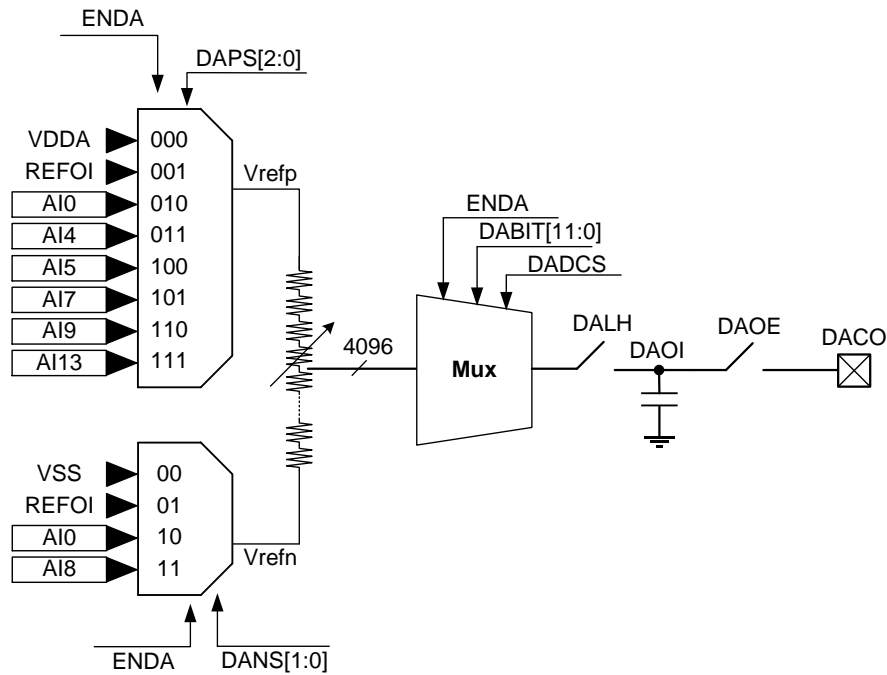 ENDA
DAPS[2:0]
VDDA 000
REFOI 001
AI0 010
AI4 011
AI5 100
AI7 101
AI9 110
AI13 111
Vrefp
ENDA
DABIT[11:0]
DADCS
4096
Mux
DALH
DAOI
DAOE
DACO
VSS 00
REFOI 01
AI0 10
AI8 11
Vrefn
ENDA
DANS[1:0]